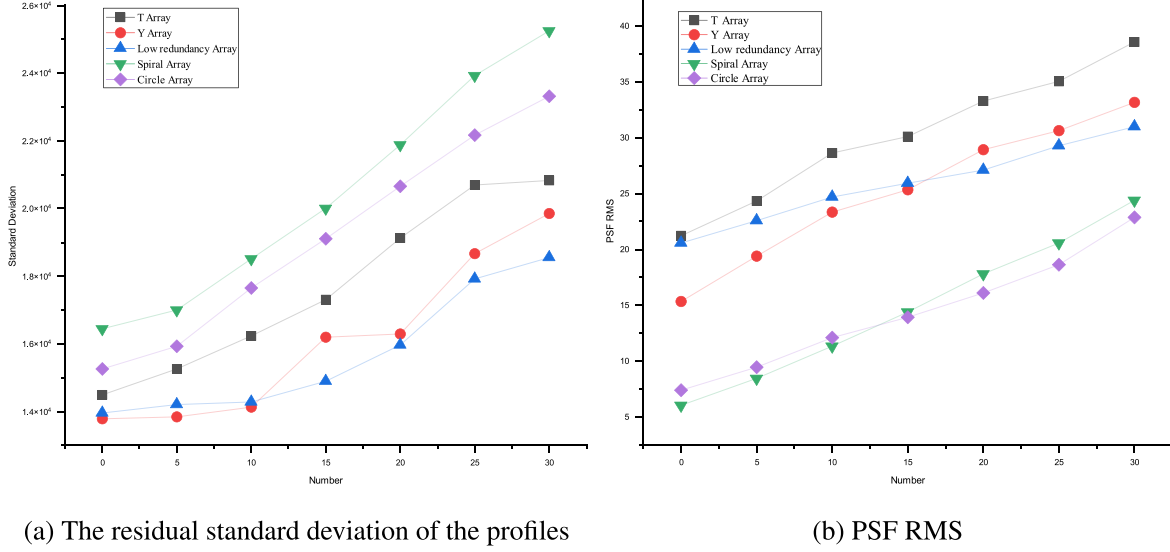 2.6×10⁴
2.4×10⁴
2.2×10⁴
2.0×10⁴
1.8×10⁴
1.6×10⁴
1.4×10⁴
Standard Deviation
T Array
Y Array
Low redundancy Array
Spiral Array
Circle Array
0 5 10 15 20 25 30
Number
40
35
30
25
20
15
10
5
PSF RMS
T Array
Y Array
Low redundancy Array
Spiral Array
Circle Array
0 5 10 15 20 25 30
Number
(a) The residual standard deviation of the profiles
(b) PSF RMS